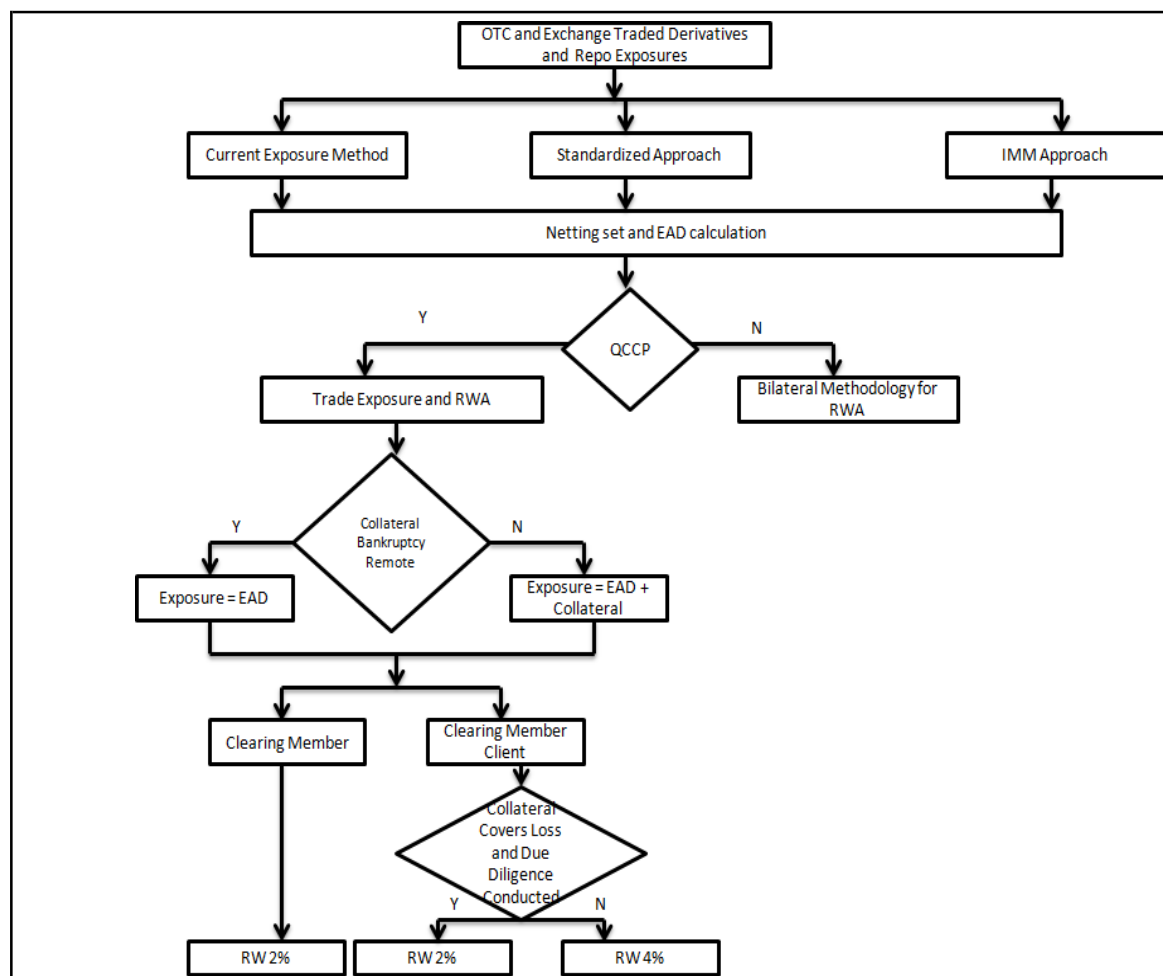 OTC and Exchange Traded Derivatives
and Repo Exposures
Current Exposure Method
Standardized Approach
IMM Approach
Netting set and EAD calculation
Y
N
QCCP
Trade Exposure and RWA
Bilateral Methodology for
RWA
Collateral
Bankruptcy
Remote
Y
N
Exposure = EAD
Exposure = EAD +
Collateral
Clearing Member
Clearing Member
Client
Collateral
Covers Loss
and Due
Diligence
Conducted
Y
N
RW 2%
RW 2%
RW 4%